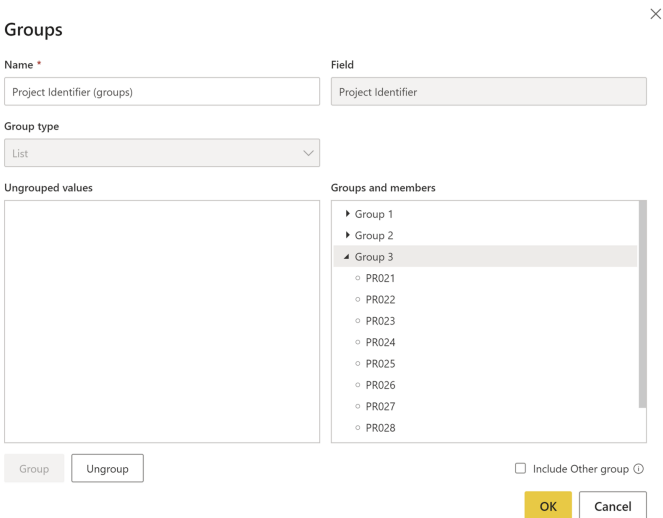 Groups
Name *
Field
Project Identifier (groups)
Project Identifier
Group type
List
Ungrouped values
Groups and members
Group 1
Group 2
Group 3
PR021
PR022
PR023
PR024
PR025
PR026
PR027
PR028
Group
Ungroup
Include Other group
OK
Cancel